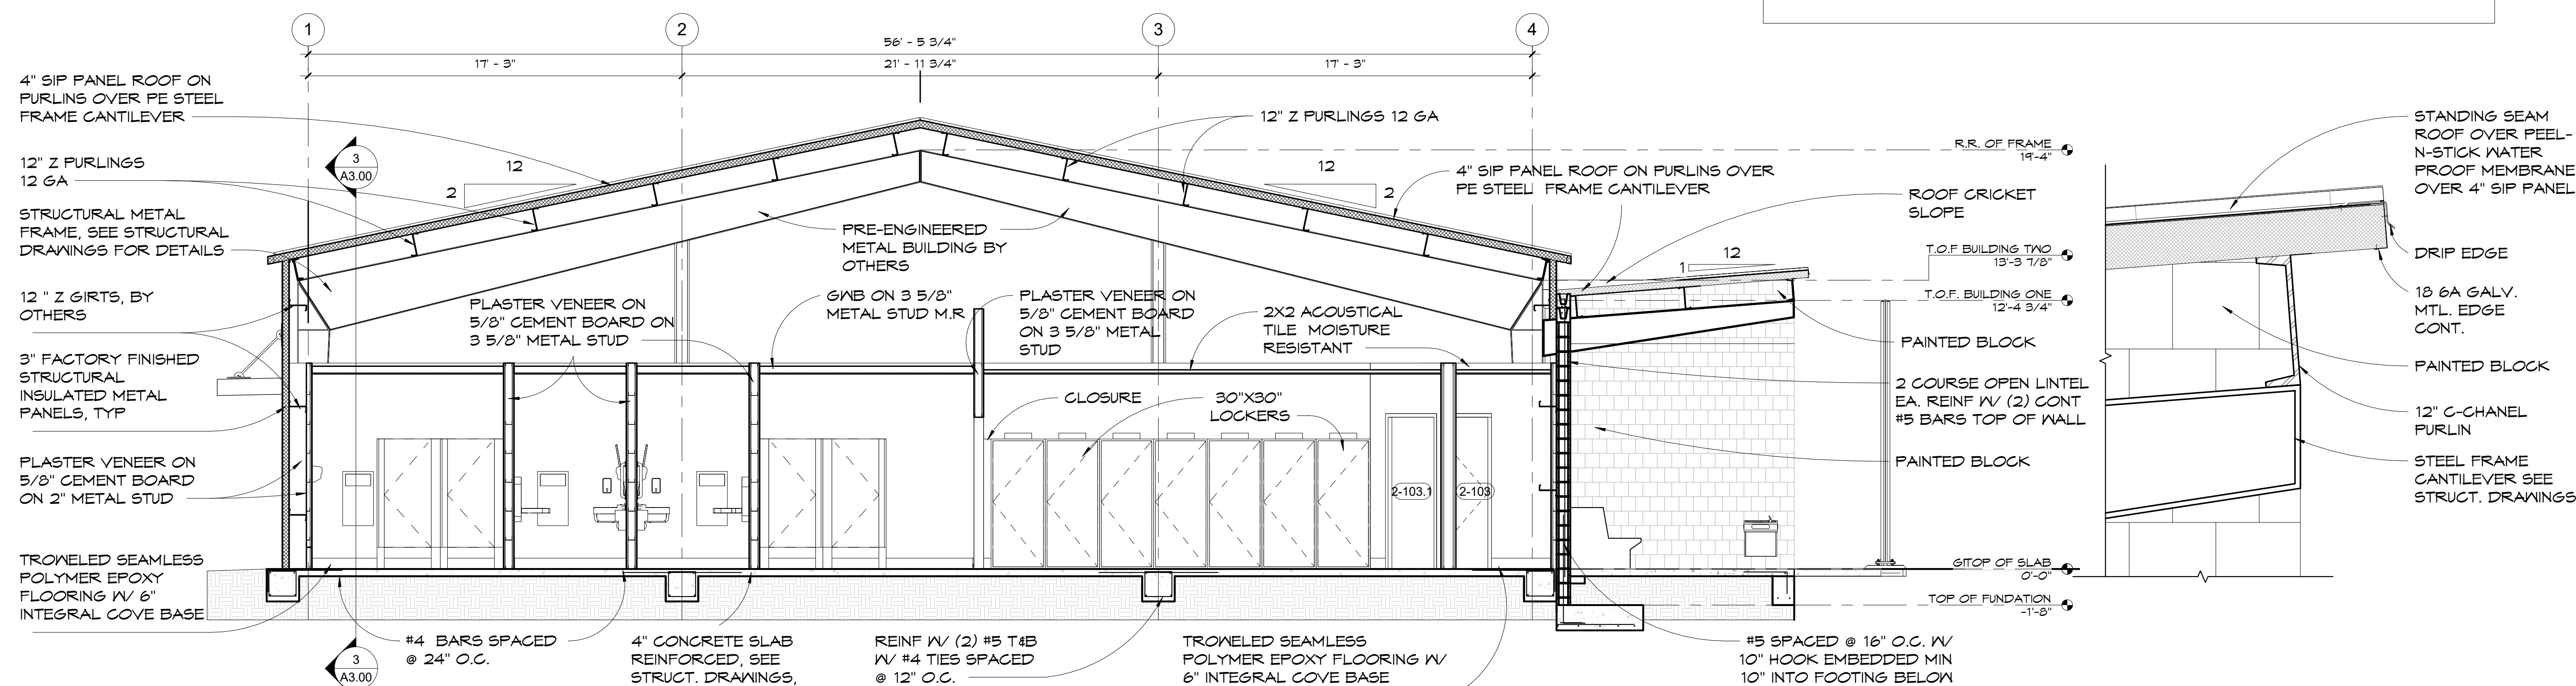 1
2
3
4
56' - 5 3/4"
17' - 3"
21' - 11 3/4"
17' - 3"
4" SIP PANEL ROOF ON
PURLINS OVER PE STEEL
FRAME CANTILEVER
12" Z PURLINGS
12 GA
STRUCTURAL METAL
FRAME, SEE STRUCTURAL
DRAWINGS FOR DETAILS
12 " Z GIRTS, BY
OTHERS
3" FACTORY FINISHED
STRUCTURAL
INSULATED METAL
PANELS, TYP
PLASTER VENEER ON
5/8" CEMENT BOARD
ON 2" METAL STUD
TROWELED SEAMLESS
POLYMER EPOXY
FLOORING W/ 6"
INTEGRAL COVE BASE
3
A3.00
12
2
PLASTER VENEER ON
5/8" CEMENT BOARD ON
3 5/8" METAL STUD
PRE-ENGINEERED
METAL BUILDING BY
OTHERS
GWB ON 3 5/8"
METAL STUD M.R
PLASTER VENEER ON
5/8" CEMENT BOARD
ON 3 5/8" METAL
STUD
12" Z PURLINGS 12 GA
12
2
2X2 ACOUSTICAL
TILE MOISTURE
RESISTANT
CLOSURE
30"X30"
LOCKERS
2-103.1
2-103
4" SIP PANEL ROOF ON PURLINS OVER
PE STEEL FRAME CANTILEVER
ROOF CRICKET
SLOPE
12
1
R.R. OF FRAME
19'-4"
T.O.F BUILDING TWO
13'-3 7/8"
T.O.F. BUILDING ONE
12'-4 3/4"
PAINTED BLOCK
2 COURSE OPEN LINTEL
EA. REINF W/ (2) CONT
#5 BARS TOP OF WALL
PAINTED BLOCK
GITOP OF SLAB
0'-0"
TOP OF FUNDATION
-1'-8"
3
A3.00
#4 BARS SPACED
@ 24" O.C.
4" CONCRETE SLAB
REINFORCED, SEE
STRUCT. DRAWINGS,
REINF W/ (2) #5 T&B
W/ #4 TIES SPACED
@ 12" O.C.
TROWELED SEAMLESS
POLYMER EPOXY FLOORING W/
6" INTEGRAL COVE BASE
#5 SPACED @ 16" O.C. W/
10" HOOK EMBEDDED MIN
10" INTO FOOTING BELOW
STANDING SEAM
ROOF OVER PEEL-
N-STICK WATER
PROOF MEMBRANE
OVER 4" SIP PANEL
DRIP EDGE
18 GA GALV.
MTL. EDGE
CONT.
PAINTED BLOCK
12" C-CHANEL
PURLIN
STEEL FRAME
CANTILEVER SEE
STRUCT. DRAWINGS